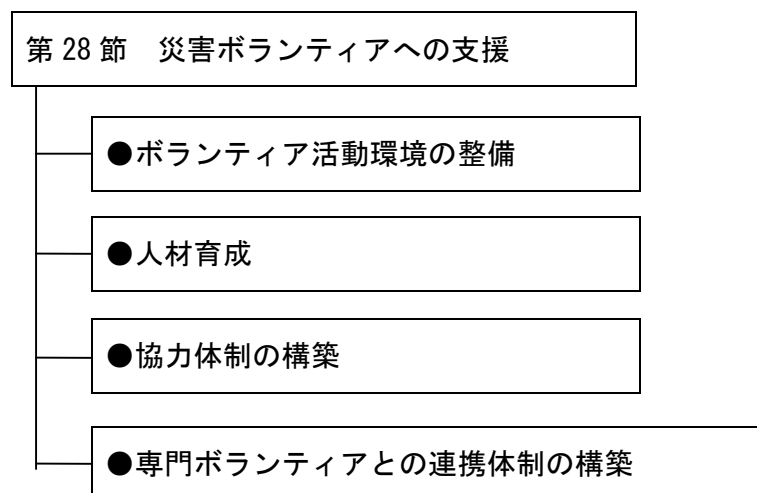 第 28 節　災害ボランティアへの支援
●ボランティア活動環境の整備
●人材育成
●協力体制の構築
●専門ボランティアとの連携体制の構築